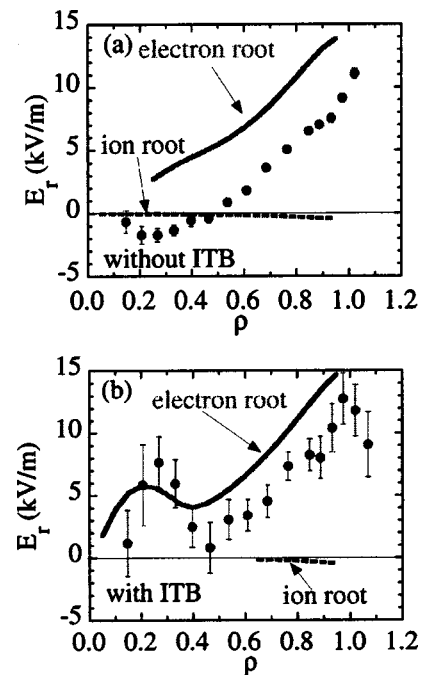 15
(a)
electron root
10
5
ion root
E_r (kV/m)
0
without ITB
-5
0.0 0.2 0.4 0.6 0.8 1.0 1.2
ρ
15
(b)
electron root
10
5
E_r (kV/m)
0
with ITB
ion root
-5
0.0 0.2 0.4 0.6 0.8 1.0 1.2
ρ